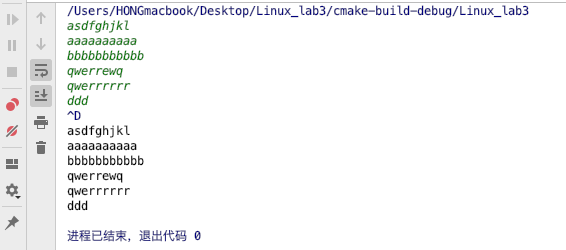 /Users/HONGmacbook/Desktop/Linux_lab3/cmake-build-debug/Linux_lab3
asdfghjkl
aaaaaaaaaa
bbbbbbbbbbb
qwerrewq
qwerrrrrr
ddd
^D
asdfghjkl
aaaaaaaaaa
bbbbbbbbbbb
qwerrewq
qwerrrrrr
ddd
进程已结束，退出代码 0